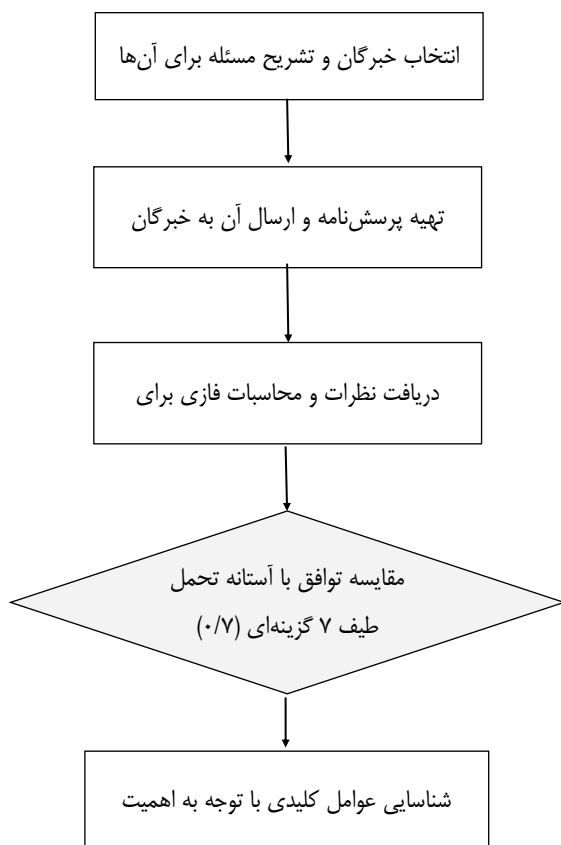 انتخاب خبرگان و تشریح مسئله برای آن‌ها
تهیه پرسش‌نامه و ارسال آن به خبرگان
دریافت نظرات و محاسبات فازی برای
مقایسه توافق با آستانه تحمل
طیف ۷ گزینه‌ای (۰/۷)
شناسایی عوامل کلیدی با توجه به اهمیت